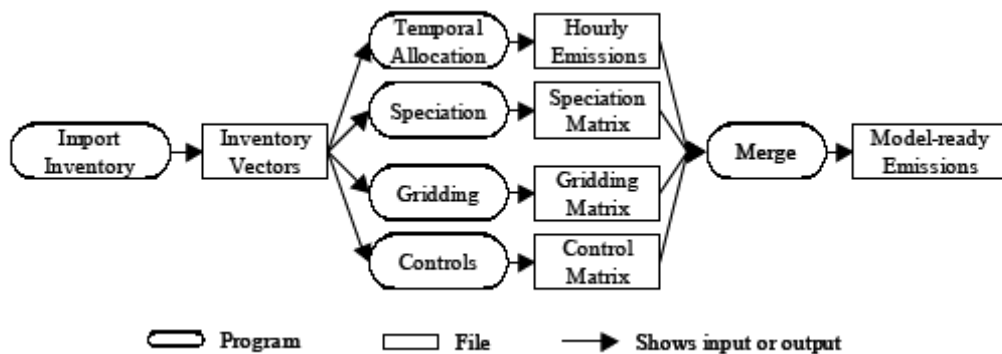 Import
Inventory
Inventory
Vectors
Temporal
Allocation
Hourly
Emissions
Speciation
Speciation
Matrix
Gridding
Gridding
Matrix
Controls
Control
Matrix
Merge
Model-ready
Emissions
Program
File
Shows input or output